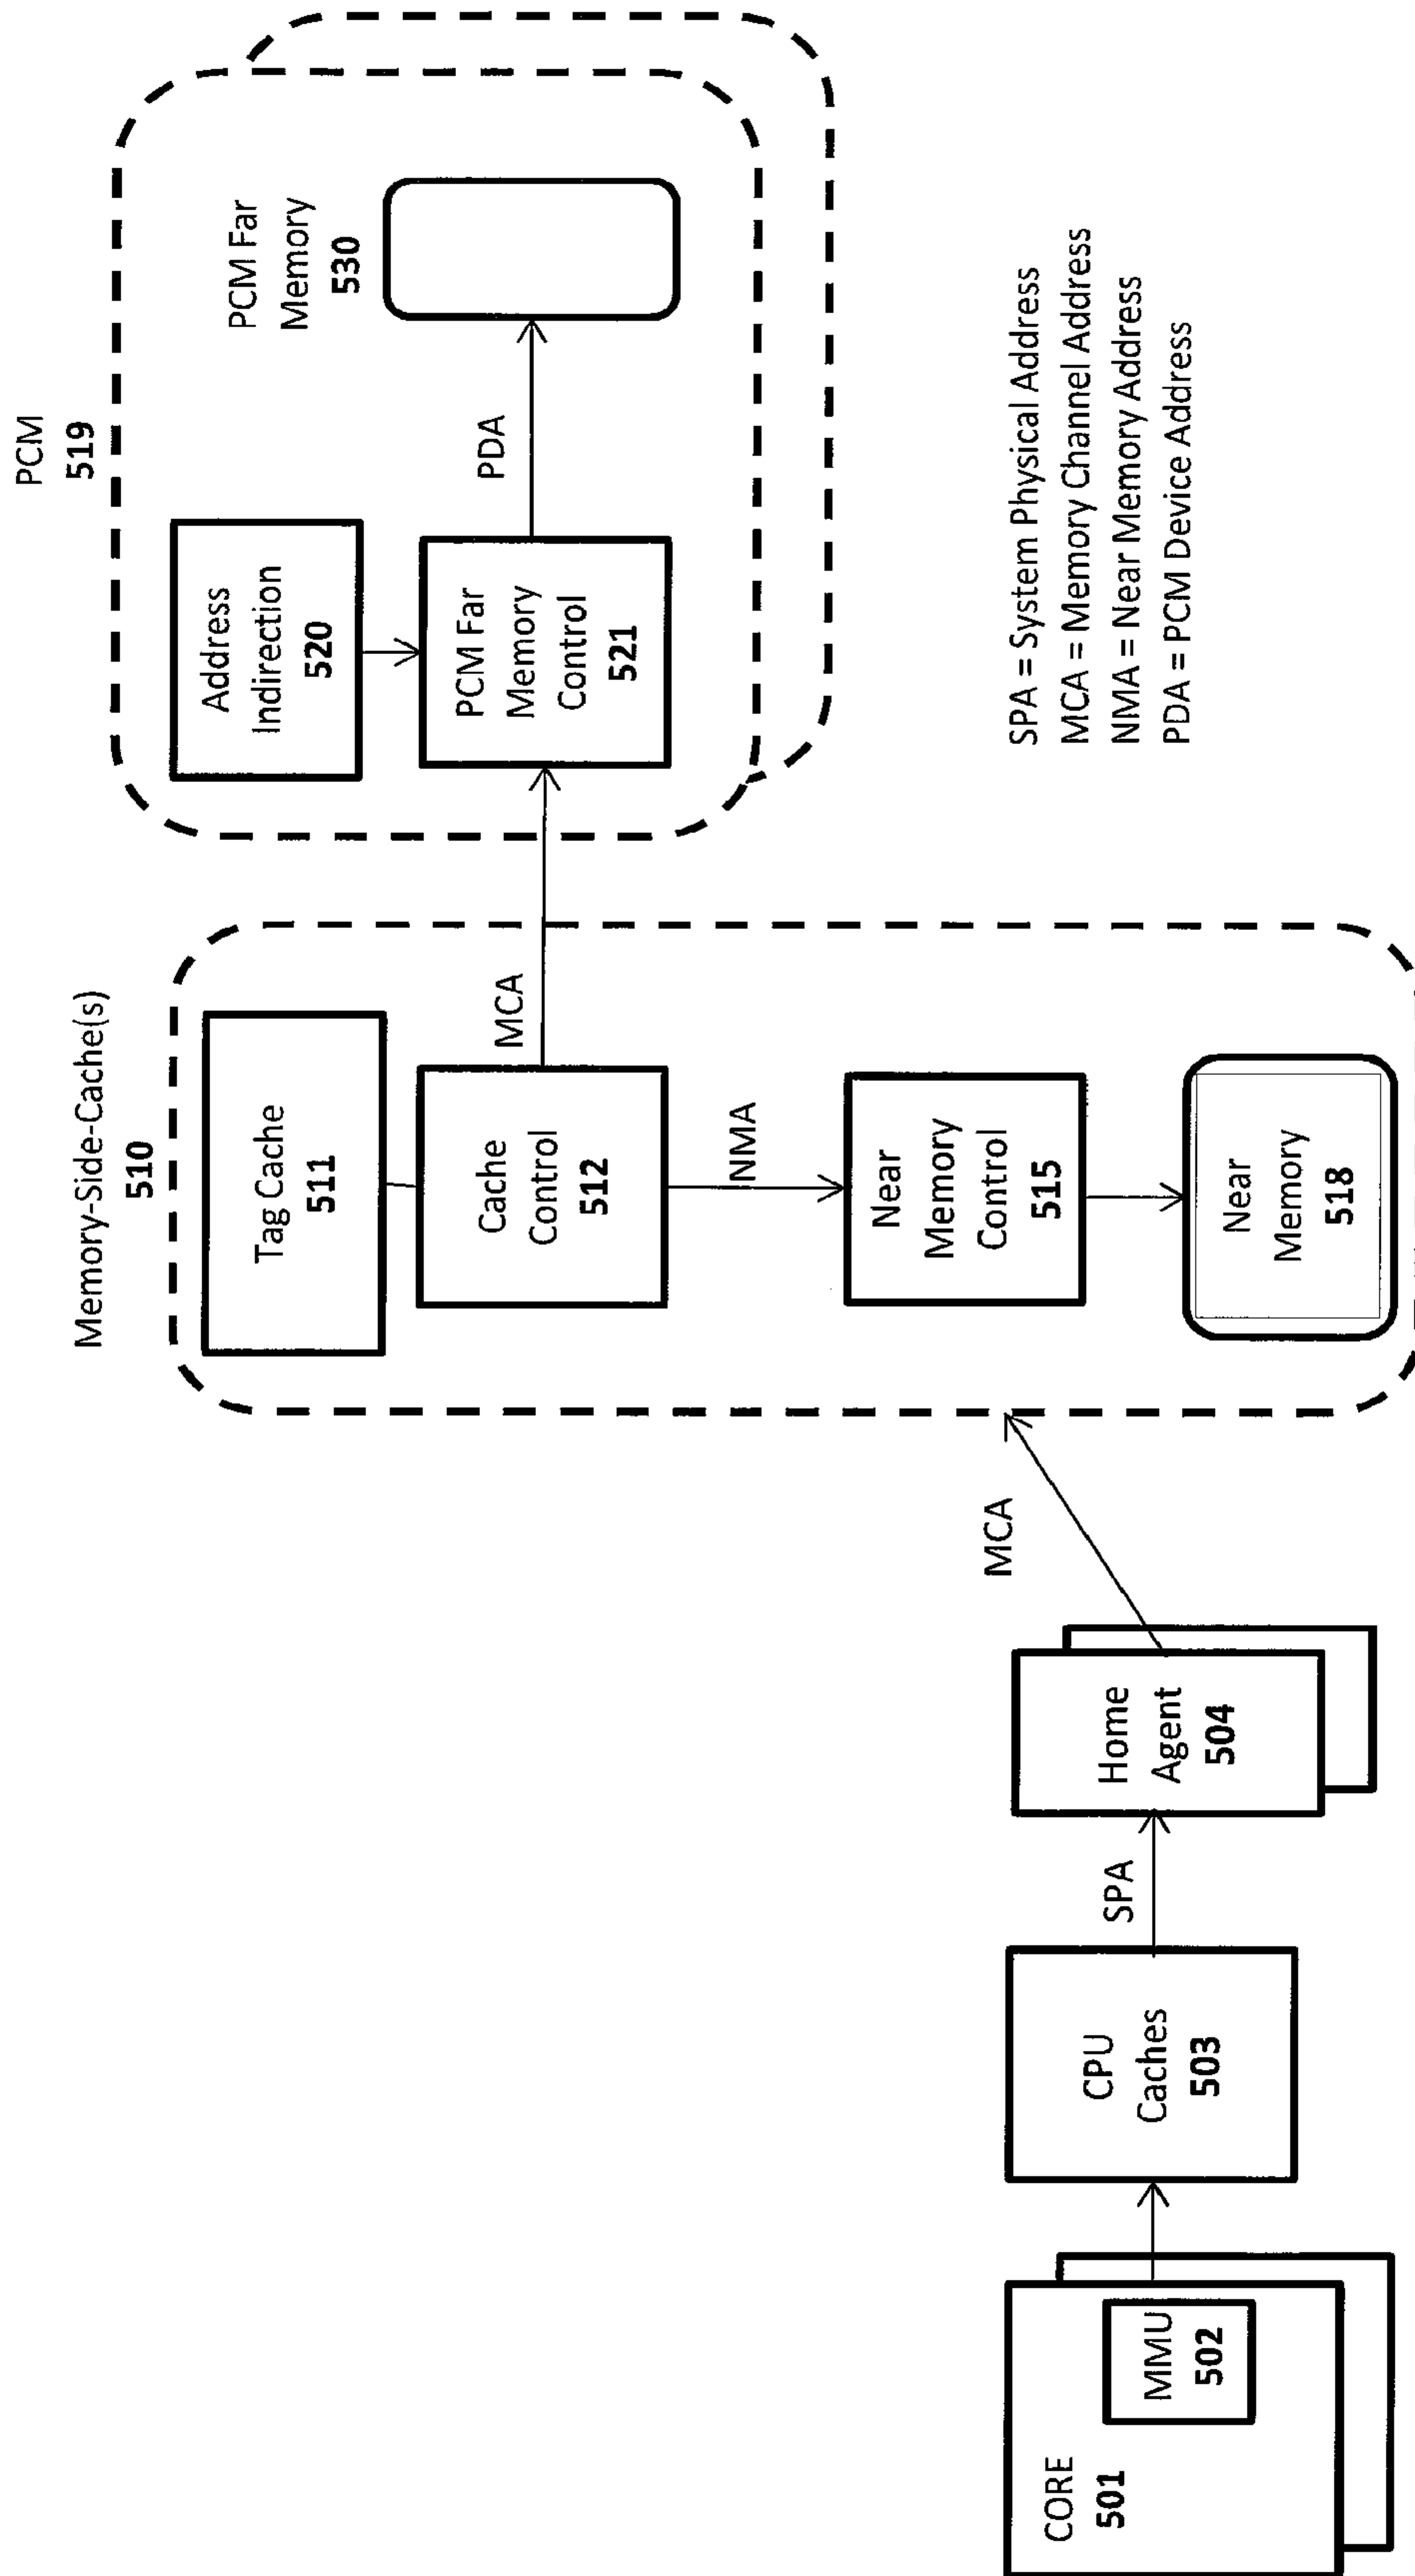 CORE
501
MMU
502
CPU
Caches
503
SPA
Home
Agent
504
MCA
Memory-Side-Cache(s)
510
Tag Cache
511
Cache
Control
512
MCA
NMA
Near
Memory
Control
515
Near
Memory
518
PCM
519
Address
Indirection
520
PCM Far
Memory
Control
521
PDA
PCM Far
Memory
530
SPA = System Physical Address
MCA = Memory Channel Address
NMA = Near Memory Address
PDA = PCM Device Address